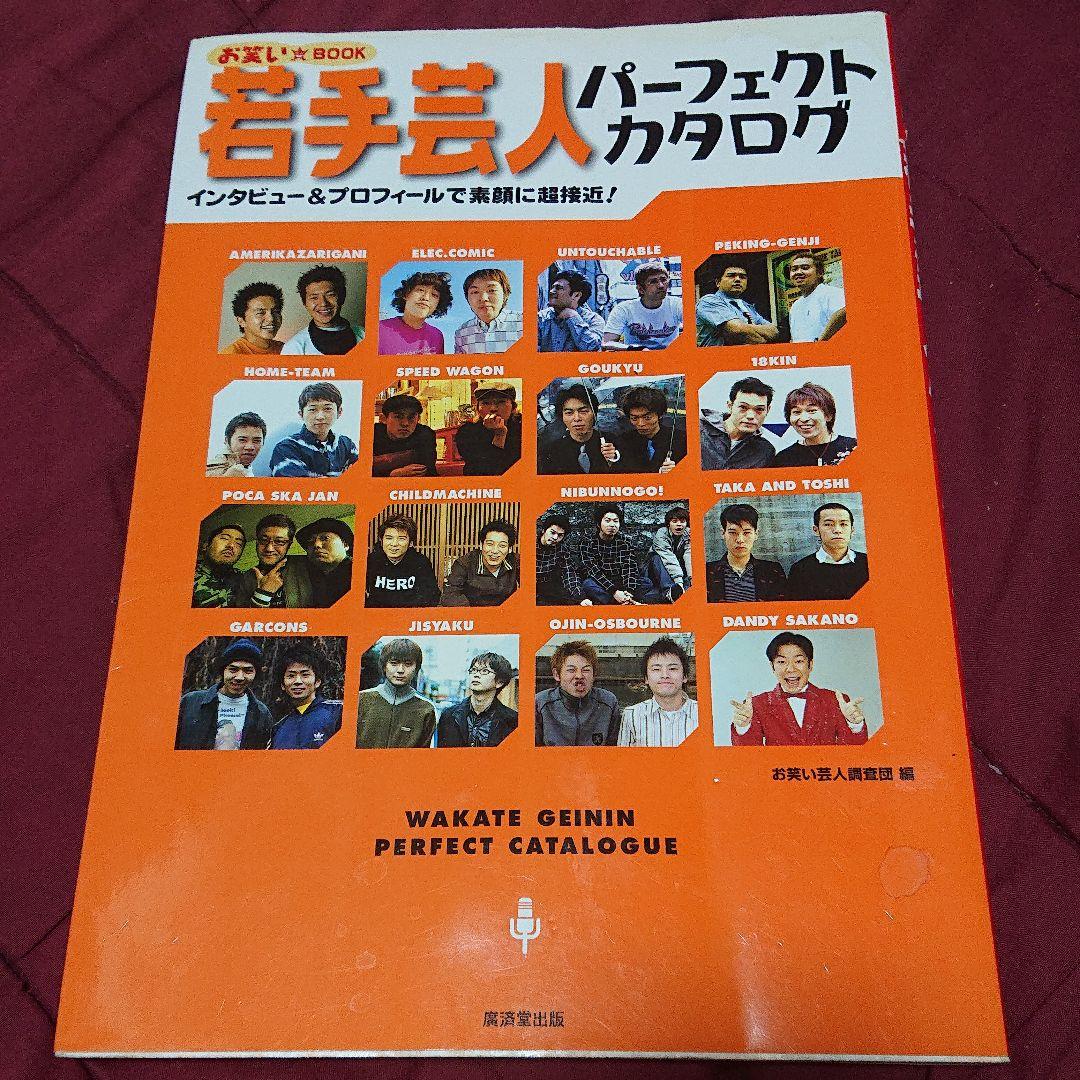 お笑い☆BOOK
若手芸人パーフェクト
カタログ
インタビュー&プロフィールで素顔に超接近!
AMERIKAZARIGANI ELEC.COMIC UNTOUCHABLE PEKING-GENJI
HOME-TEAM SPEED WAGON GOUKYU 18KIN
POCA SKA JAN CHILDMACHINE NIBUNNOGO! TAKA AND TOSHI
HERO
GARCONS JISYAKU OJIN-OSBOURNE DANDY SAKANO
お笑い芸人調査団 編
WAKATE GEININ
PERFECT CATALOGUE
廣済堂出版